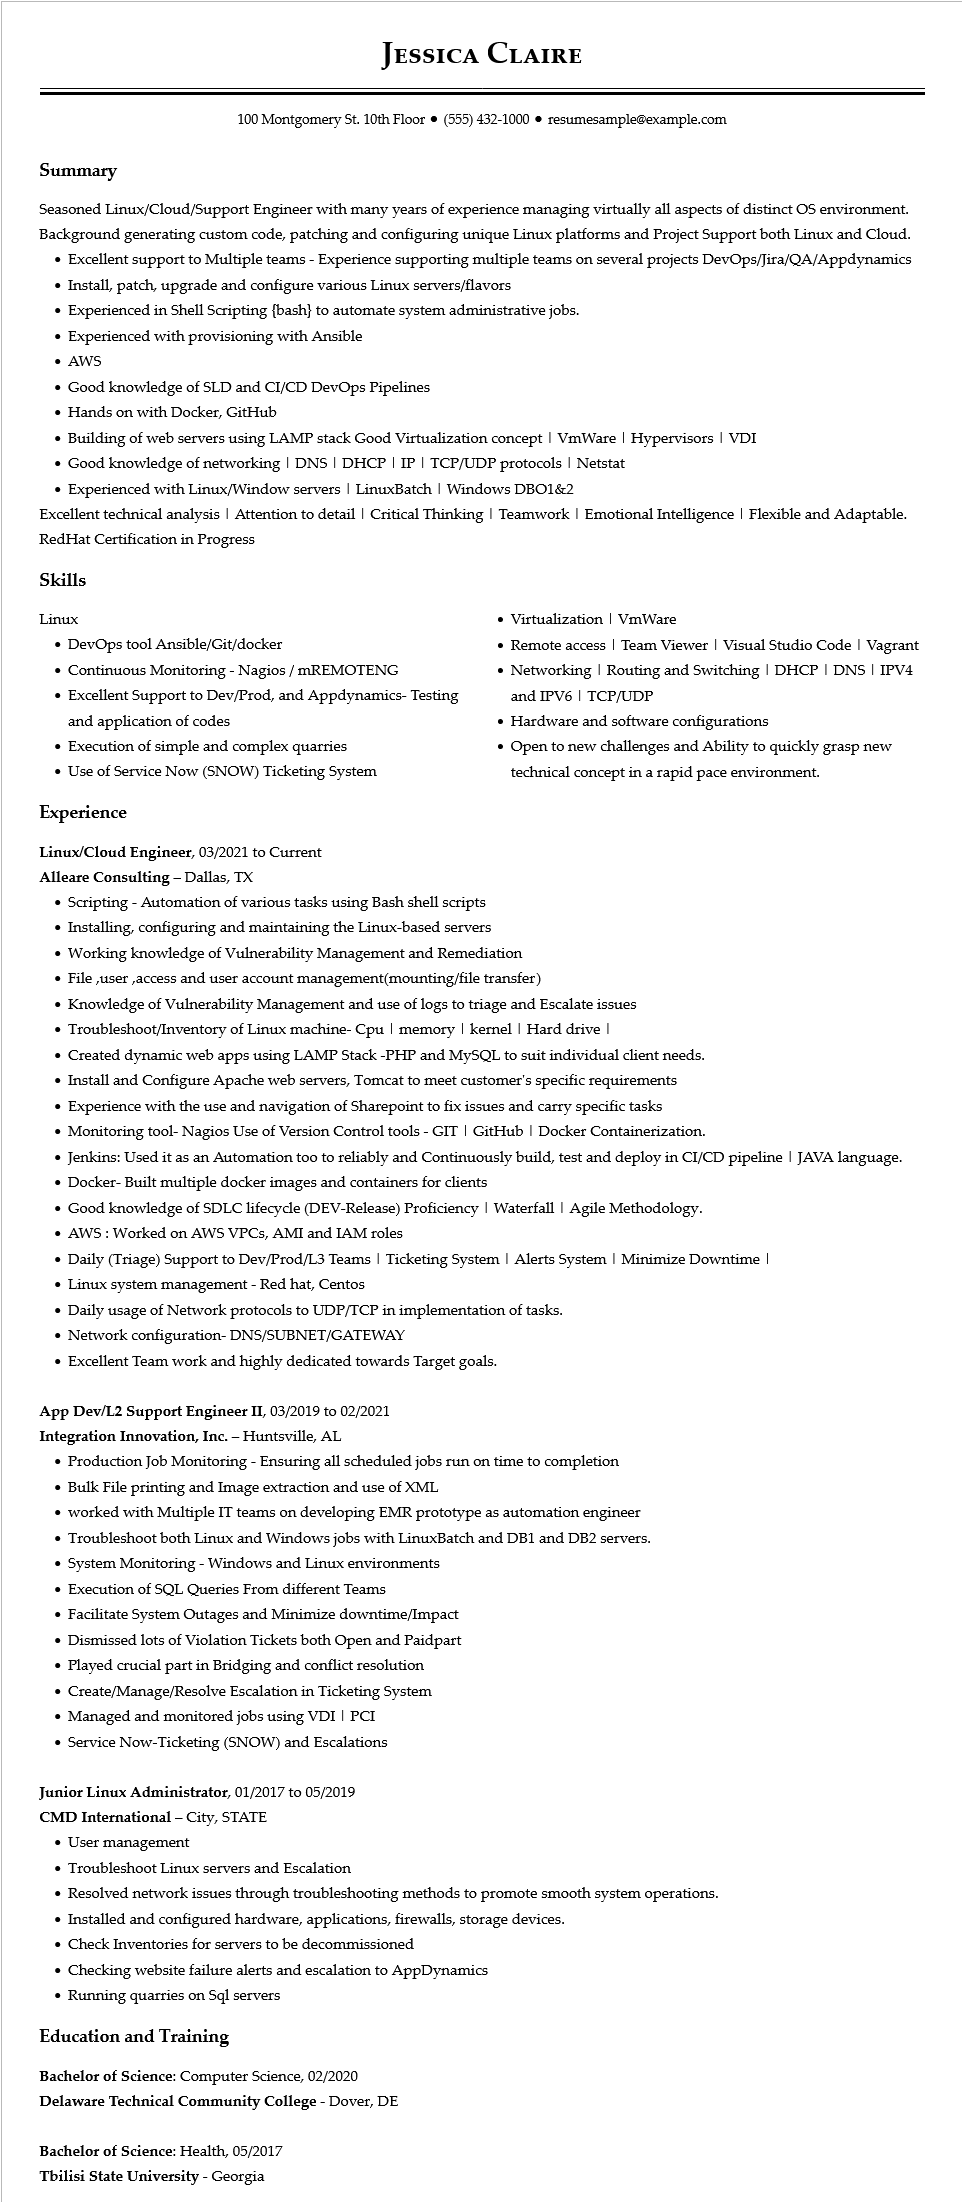 Jessica Claire
100 Montgomery St. 10th Floor ● (555) 432-1000 ● resumesample@example.com
Summary
Seasoned Linux/Cloud/Support Engineer with many years of experience managing virtually all aspects of distinct OS environment.
Background generating custom code, patching and configuring unique Linux platforms and Project Support both Linux and Cloud.
• Excellent support to Multiple teams - Experience supporting multiple teams on several projects DevOps/Jira/QA/Appdynamics
• Install, patch, upgrade and configure various Linux servers/flavors
• Experienced in Shell Scripting {bash} to automate system administrative jobs.
• Experienced with provisioning with Ansible
• AWS
• Good knowledge of SLD and CI/CD DevOps Pipelines
• Hands on with Docker, GitHub
• Building of web servers using LAMP stack Good Virtualization concept | VmWare | Hypervisors | VDI
• Good knowledge of networking | DNS | DHCP | IP | TCP/UDP protocols | Netstat
• Experienced with Linux/Window servers | LinuxBatch | Windows DBO1&2
Excellent technical analysis | Attention to detail | Critical Thinking | Teamwork | Emotional Intelligence | Flexible and Adaptable.
RedHat Certification in Progress
Skills
Linux
• DevOps tool Ansible/Git/docker
• Continuous Monitoring - Nagios / mREMOTENG
• Excellent Support to Dev/Prod, and Appdynamics- Testing
and application of codes
• Execution of simple and complex quarries
• Use of Service Now (SNOW) Ticketing System
• Virtualization | VmWare
• Remote access | Team Viewer | Visual Studio Code | Vagrant
• Networking | Routing and Switching | DHCP | DNS | IPV4
and IPV6 | TCP/UDP
• Hardware and software configurations
• Open to new challenges and Ability to quickly grasp new
technical concept in a rapid pace environment.
Experience
Linux/Cloud Engineer, 03/2021 to Current
Alleare Consulting – Dallas, TX
• Scripting - Automation of various tasks using Bash shell scripts
• Installing, configuring and maintaining the Linux-based servers
• Working knowledge of Vulnerability Management and Remediation
• File ,user ,access and user account management(mounting/file transfer)
• Knowledge of Vulnerability Management and use of logs to triage and Escalate issues
• Troubleshoot/Inventory of Linux machine- Cpu | memory | kernel | Hard drive |
• Created dynamic web apps using LAMP Stack -PHP and MySQL to suit individual client needs.
• Install and Configure Apache web servers, Tomcat to meet customer's specific requirements
• Experience with the use and navigation of Sharepoint to fix issues and carry specific tasks
• Monitoring tool- Nagios Use of Version Control tools - GIT | GitHub | Docker Containerization.
• Jenkins: Used it as an Automation too to reliably and Continuously build, test and deploy in CI/CD pipeline | JAVA language.
• Docker- Built multiple docker images and containers for clients
• Good knowledge of SDLC lifecycle (DEV-Release) Proficiency | Waterfall | Agile Methodology.
• AWS : Worked on AWS VPCs, AMI and IAM roles
• Daily (Triage) Support to Dev/Prod/L3 Teams | Ticketing System | Alerts System | Minimize Downtime |
• Linux system management - Red hat, Centos
• Daily usage of Network protocols to UDP/TCP in implementation of tasks.
• Network configuration- DNS/SUBNET/GATEWAY
• Excellent Team work and highly dedicated towards Target goals.
App Dev/L2 Support Engineer II, 03/2019 to 02/2021
Integration Innovation, Inc. – Huntsville, AL
• Production Job Monitoring - Ensuring all scheduled jobs run on time to completion
• Bulk File printing and Image extraction and use of XML
• worked with Multiple IT teams on developing EMR prototype as automation engineer
• Troubleshoot both Linux and Windows jobs with LinuxBatch and DB1 and DB2 servers.
• System Monitoring - Windows and Linux environments
• Execution of SQL Queries From different Teams
• Facilitate System Outages and Minimize downtime/Impact
• Dismissed lots of Violation Tickets both Open and Paidpart
• Played crucial part in Bridging and conflict resolution
• Create/Manage/Resolve Escalation in Ticketing System
• Managed and monitored jobs using VDI | PCI
• Service Now-Ticketing (SNOW) and Escalations
Junior Linux Administrator, 01/2017 to 05/2019
CMD International – City, STATE
• User management
• Troubleshoot Linux servers and Escalation
• Resolved network issues through troubleshooting methods to promote smooth system operations.
• Installed and configured hardware, applications, firewalls, storage devices.
• Check Inventories for servers to be decommissioned
• Checking website failure alerts and escalation to AppDynamics
• Running quarries on Sql servers
Education and Training
Bachelor of Science: Computer Science, 02/2020
Delaware Technical Community College - Dover, DE
Bachelor of Science: Health, 05/2017
Tbilisi State University - Georgia